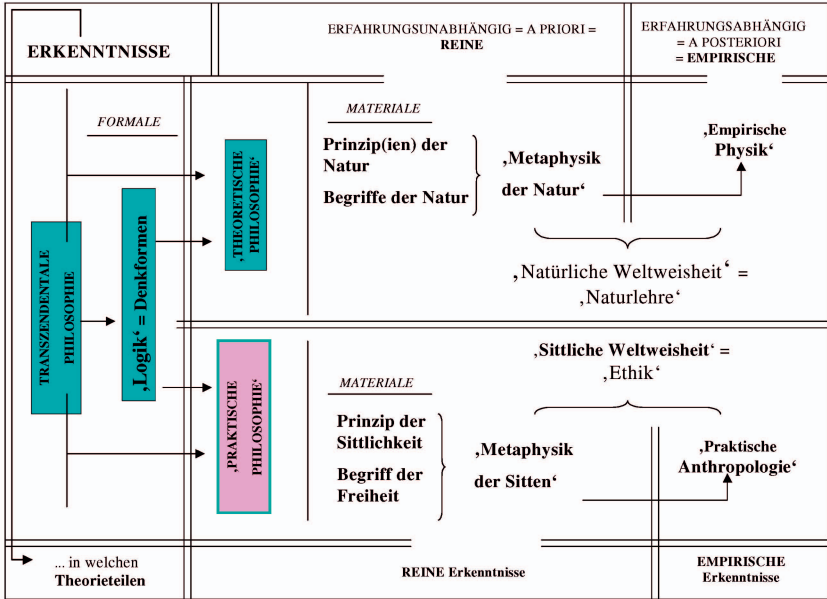 ERKENNTNISSE
ERFAHRUNGSUNABHÄNGIG = A PRIORI =
REINE
ERFAHRUNGSABHÄNGIG
= A POSTERIORI
= EMPIRISCHE
FORMALE
TRANSZENDENTALE
PHILOSOPHIE
‚Logik‘ = Denkformen
‚THEORETISCHE
PHILOSOPHIE‘
MATERIALE
Prinzip(ien) der
Natur
Begriffe der Natur
‚Metaphysik
der Natur‘
‚Empirische
Physik‘
‚Natürliche Weltweisheit‘ =
‚Naturlehre‘
‚PRAKTISCHE
PHILOSOPHIE‘
‚Sittliche Weltweisheit‘ =
‚Ethik‘
MATERIALE
Prinzip der
Sittlichkeit
Begriff der
Freiheit
‚Metaphysik
der Sitten‘
‚Praktische
Anthropologie‘
... in welchen
Theorieteilen
REINE Erkenntnisse
EMPIRISCHE
Erkenntnisse